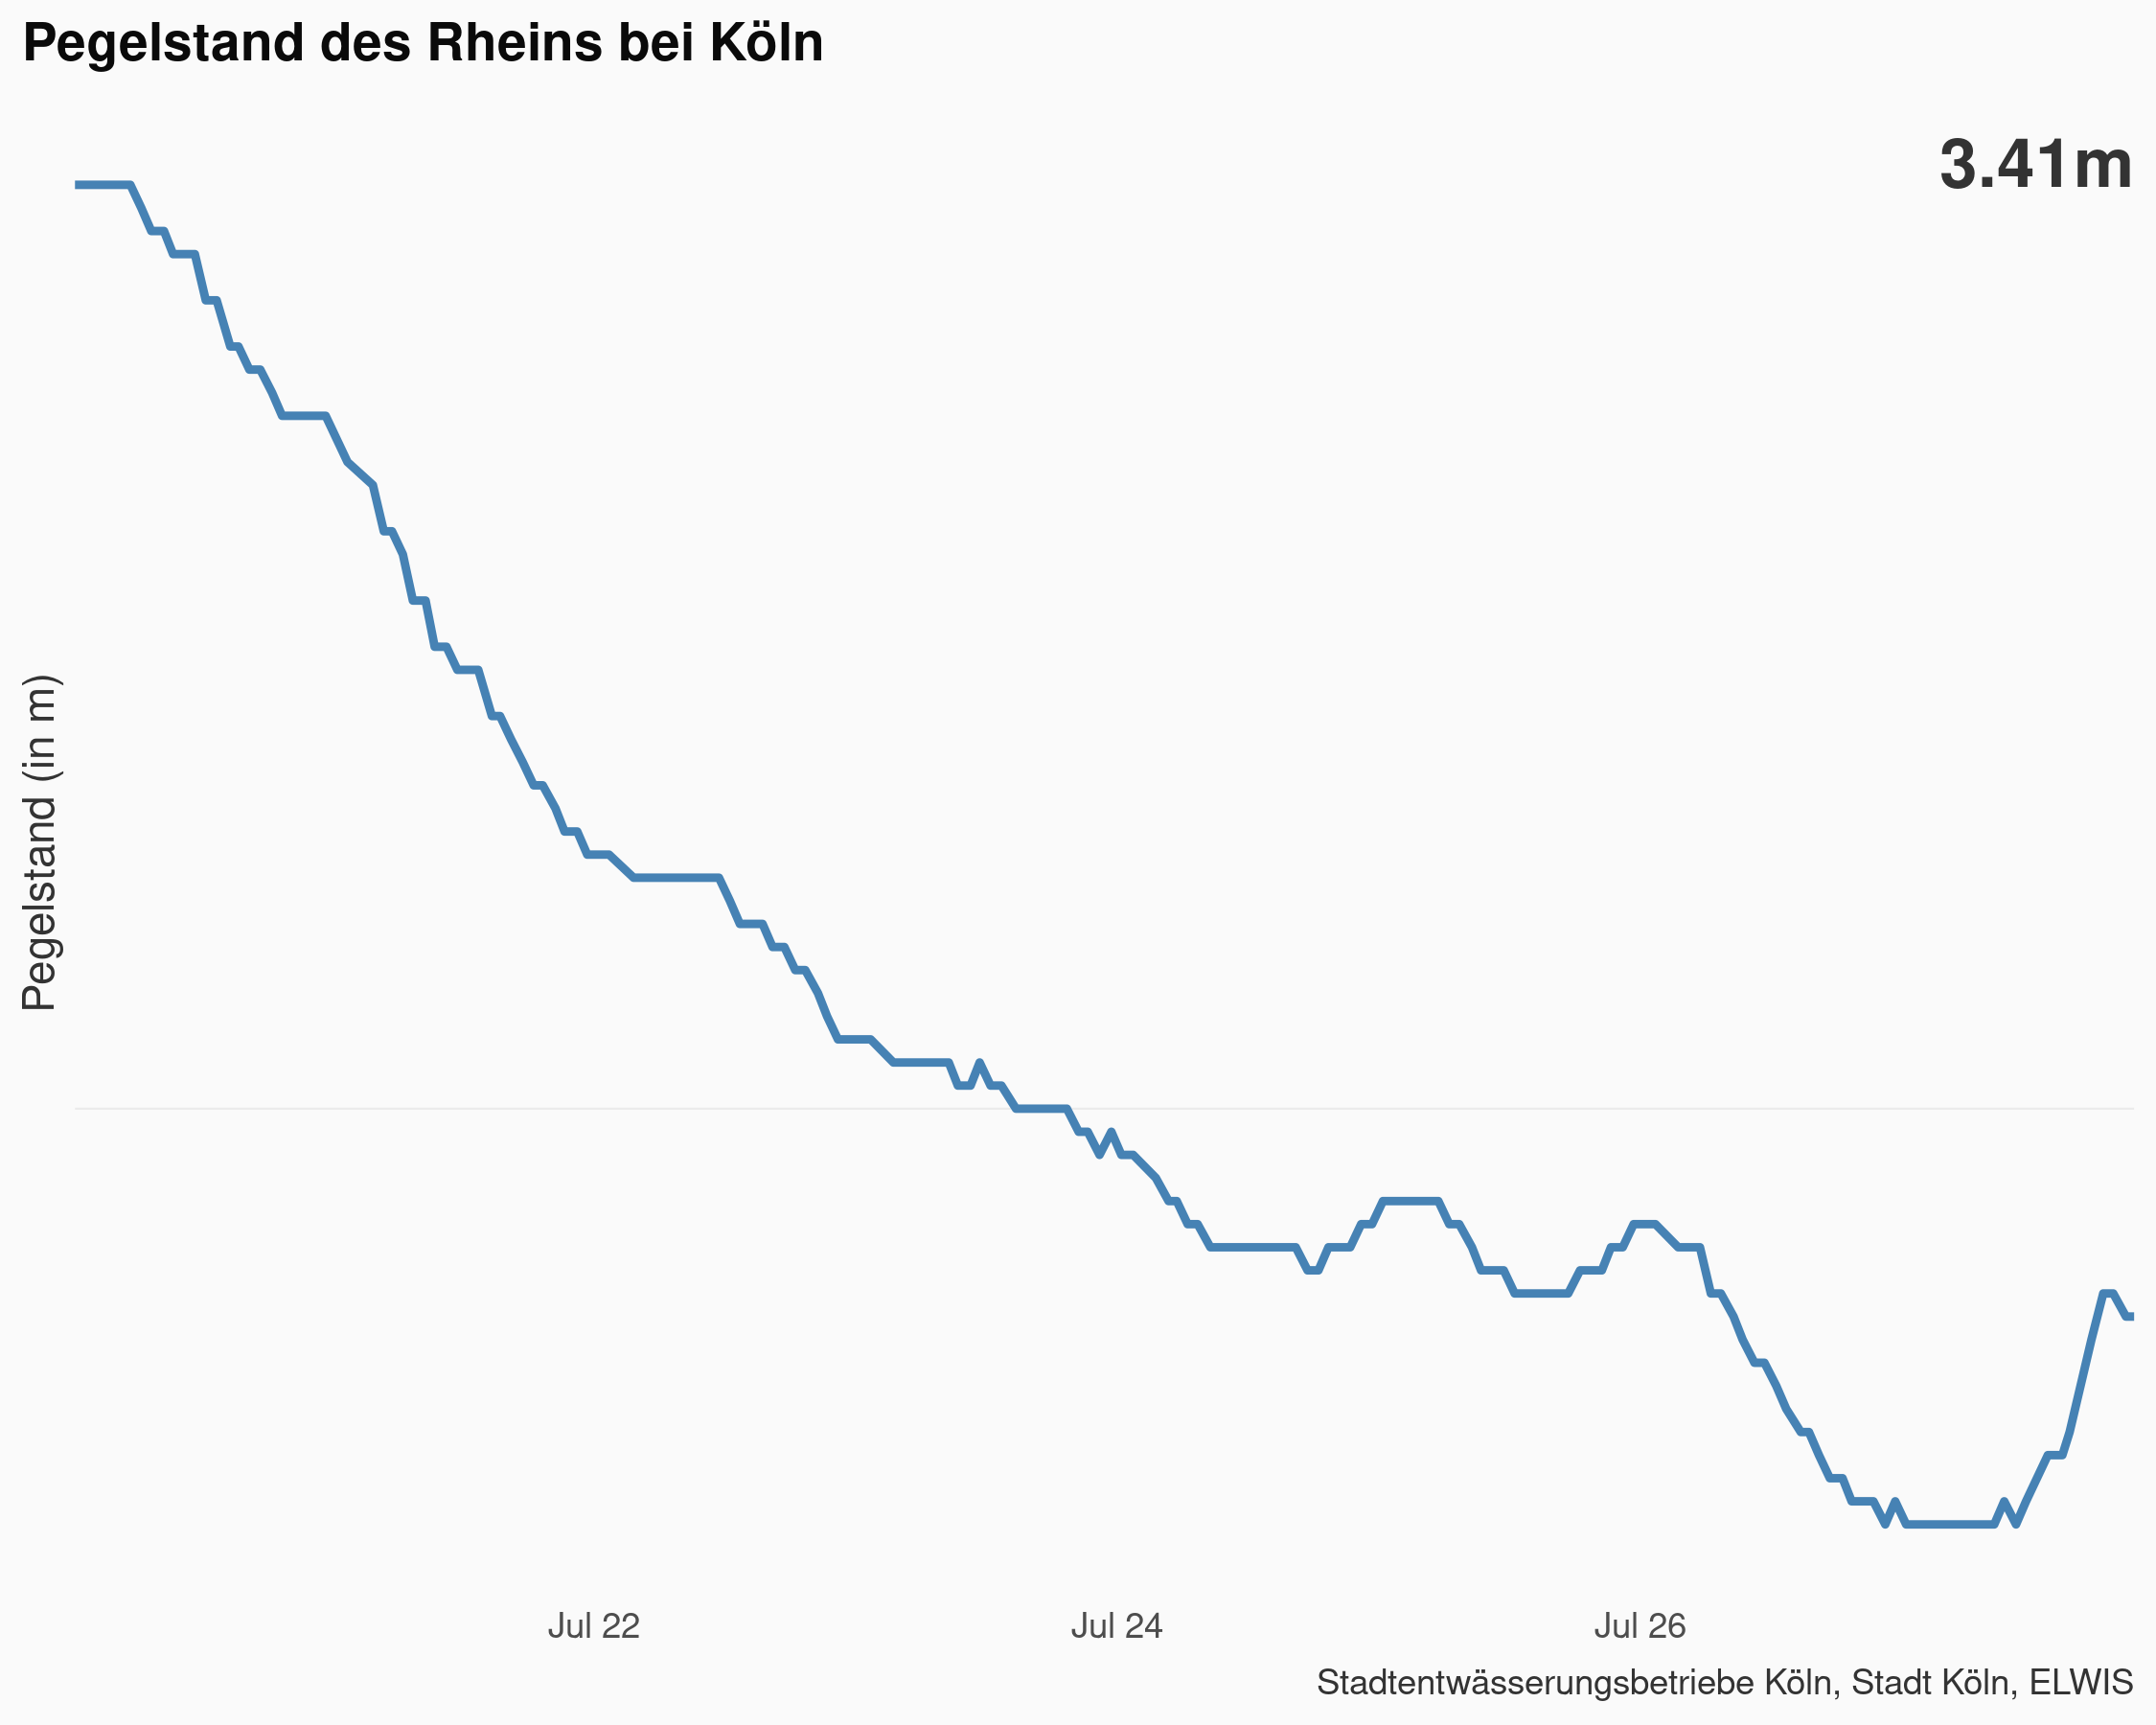 Pegelstand des Rheins bei Köln
3.41m
Pegelstand (in m)
Jul 22
Jul 24
Jul 26
Stadtentwässerungsbetriebe Köln, Stadt Köln, ELWIS